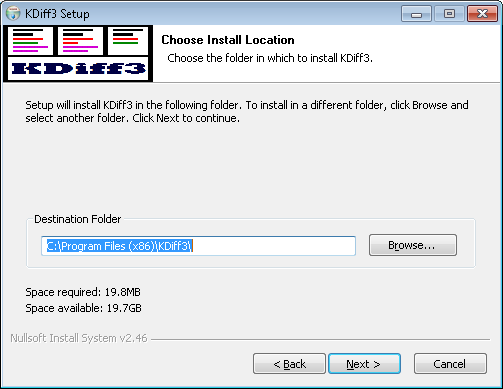 KDiff3 Setup
KDiff3
Choose Install Location
Choose the folder in which to install KDiff3.
Setup will install KDiff3 in the following folder. To install in a different folder, click Browse and
select another folder. Click Next to continue.
Destination Folder
C:\Program Files (x86)\KDiff3\
Browse...
Space required: 19.8MB
Space available: 19.7GB
Nullsoft Install System v2.46
< Back
Next >
Cancel